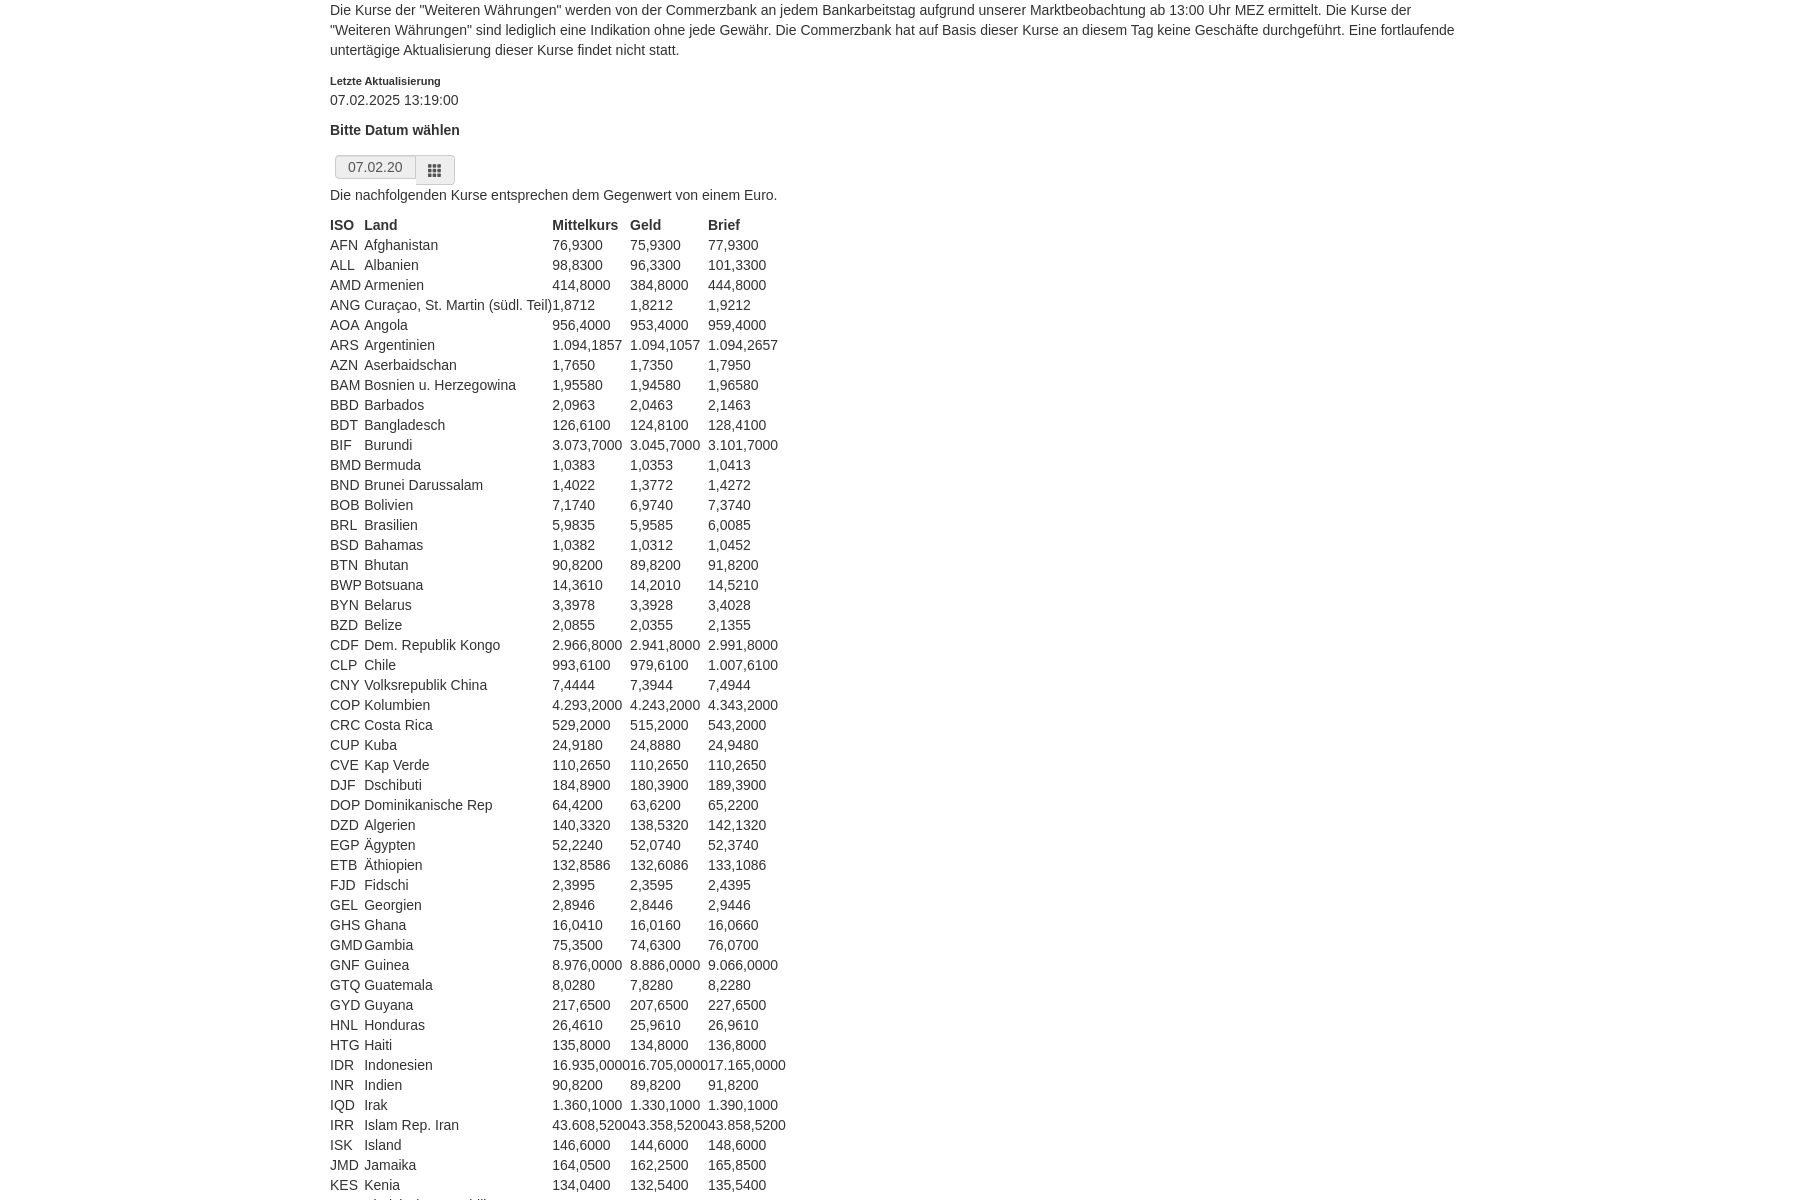 Die Kurse der "Weiteren Währungen" werden von der Commerzbank an jedem Bankarbeitstag aufgrund unserer Marktbeobachtung ab 13:00 Uhr MEZ ermittelt. Die Kurse der
"Weiteren Währungen" sind lediglich eine Indikation ohne jede Gewähr. Die Commerzbank hat auf Basis dieser Kurse an diesem Tag keine Geschäfte durchgeführt. Eine fortlaufende
untertägige Aktualisierung dieser Kurse findet nicht statt.
Letzte Aktualisierung
07.02.2025 13:19:00
Bitte Datum wählen
07.02.20
Die nachfolgenden Kurse entsprechen dem Gegenwert von einem Euro.
ISO Land Mittelkurs Geld Brief
AFN Afghanistan 76,9300 75,9300 77,9300
ALL Albanien 98,8300 96,3300 101,3300
AMD Armenien 414,8000 384,8000 444,8000
ANG Curaçao, St. Martin (südl. Teil) 1,8712 1,8212 1,9212
AOA Angola 956,4000 953,4000 959,4000
ARS Argentinien 1.094,1857 1.094,1057 1.094,2657
AZN Aserbaidschan 1,7650 1,7350 1,7950
BAM Bosnien u. Herzegowina 1,95580 1,94580 1,96580
BBD Barbados 2,0963 2,0463 2,1463
BDT Bangladesch 126,6100 124,8100 128,4100
BIF Burundi 3.073,7000 3.045,7000 3.101,7000
BMD Bermuda 1,0383 1,0353 1,0413
BND Brunei Darussalam 1,4022 1,3772 1,4272
BOB Bolivien 7,1740 6,9740 7,3740
BRL Brasilien 5,9835 5,9585 6,0085
BSD Bahamas 1,0382 1,0312 1,0452
BTN Bhutan 90,8200 89,8200 91,8200
BWP Botsuana 14,3610 14,2010 14,5210
BYN Belarus 3,3978 3,3928 3,4028
BZD Belize 2,0855 2,0355 2,1355
CDF Dem. Republik Kongo 2.966,8000 2.941,8000 2.991,8000
CLP Chile 993,6100 979,6100 1.007,6100
CNY Volksrepublik China 7,4444 7,3944 7,4944
COP Kolumbien 4.293,2000 4.243,2000 4.343,2000
CRC Costa Rica 529,2000 515,2000 543,2000
CUP Kuba 24,9180 24,8880 24,9480
CVE Kap Verde 110,2650 110,2650 110,2650
DJF Dschibuti 184,8900 180,3900 189,3900
DOP Dominikanische Rep 64,4200 63,6200 65,2200
DZD Algerien 140,3320 138,5320 142,1320
EGP Ägypten 52,2240 52,0740 52,3740
ETB Äthiopien 132,8586 132,6086 133,1086
FJD Fidschi 2,3995 2,3595 2,4395
GEL Georgien 2,8946 2,8446 2,9446
GHS Ghana 16,0410 16,0160 16,0660
GMD Gambia 75,3500 74,6300 76,0700
GNF Guinea 8.976,0000 8.886,0000 9.066,0000
GTQ Guatemala 8,0280 7,8280 8,2280
GYD Guyana 217,6500 207,6500 227,6500
HNL Honduras 26,4610 25,9610 26,9610
HTG Haiti 135,8000 134,8000 136,8000
IDR Indonesien 16.935,0000 16.705,0000 17.165,0000
INR Indien 90,8200 89,8200 91,8200
IQD Irak 1.360,1000 1.330,1000 1.390,1000
IRR Islam Rep. Iran 43.608,5200 43.358,5200 43.858,5200
ISK Island 146,6000 144,6000 148,6000
JMD Jamaika 164,0500 162,2500 165,8500
KES Kenia 134,0400 132,5400 135,5400